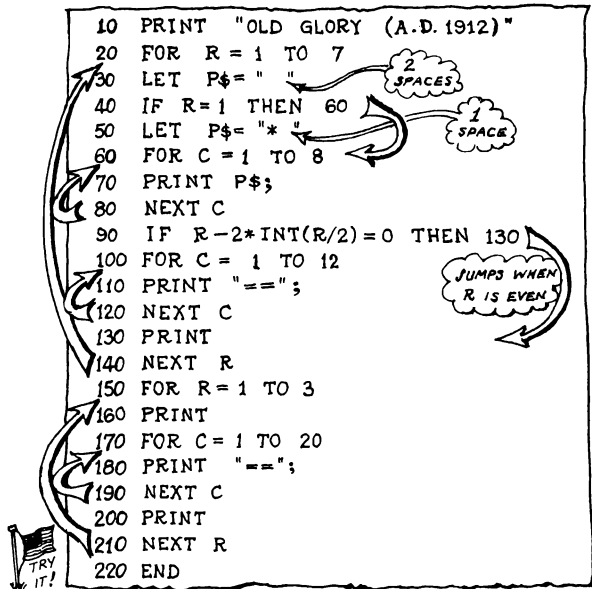 10 PRINT "OLD GLORY (A.D. 1912)"
20 FOR R = 1 TO 7
30 LET P$= "  "
2 SPACES
40 IF R=1 THEN 60
50 LET P$= "* "
1 SPACE
60 FOR C = 1 TO 8
70 PRINT P$;
80 NEXT C
90 IF R-2*INT(R/2)=0 THEN 130
100 FOR C = 1 TO 12
110 PRINT "==";
JUMPS WHEN
R IS EVEN
120 NEXT C
130 PRINT
140 NEXT R
150 FOR R = 1 TO 3
160 PRINT
170 FOR C = 1 TO 20
180 PRINT "==";
190 NEXT C
200 PRINT
210 NEXT R
220 END
TRY
IT!